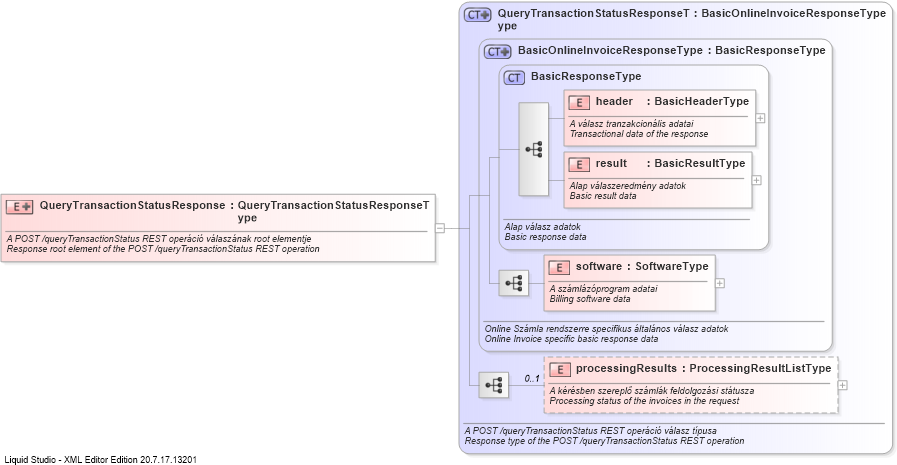 CT QueryTransactionStatusResponseT : BasicOnlineInvoiceResponseType
ype
CT BasicOnlineInvoiceResponseType : BasicResponseType
CT BasicResponseType
E header : BasicHeaderType
A válasz tranzakcionális adatai
Transactional data of the response
E result : BasicResultType
Alap válaszeredmény adatok
Basic result data
E QueryTransactionStatusResponse : QueryTransactionStatusResponseT
ype
A POST /queryTransactionStatus REST operáció válaszának root elementje
Response root element of the POST /queryTransactionStatus REST operation
Alap válasz adatok
Basic response data
E software : SoftwareType
A számlázóprogram adatai
Billing software data
Online Számla rendszerre specifikus általános válasz adatok
Online Invoice specific basic response data
0..1
E processingResults : ProcessingResultListType
A kérésben szereplő számlák feldolgozási státusza
Processing status of the invoices in the request
A POST /queryTransactionStatus REST operáció válasz típusa
Response type of the POST /queryTransactionStatus REST operation
Liquid Studio - XML Editor Edition 20.7.17.13201